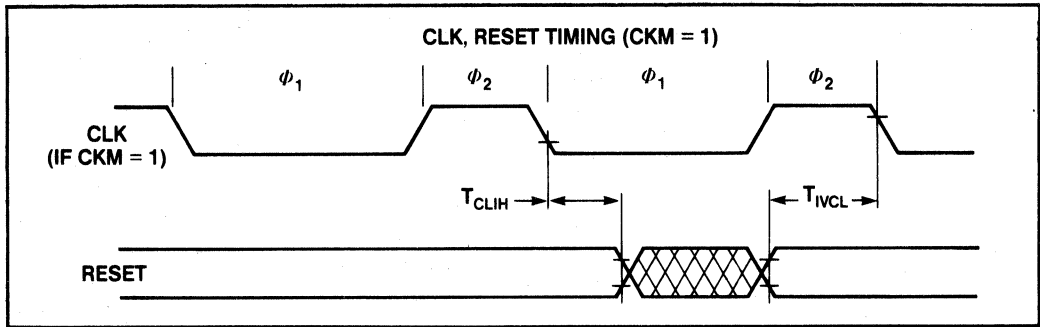 CLK, RESET TIMING (CKM = 1)
ϕ1 ϕ2 ϕ1 ϕ2
CLK
(IF CKM = 1)
TCLIH TIVCL
RESET